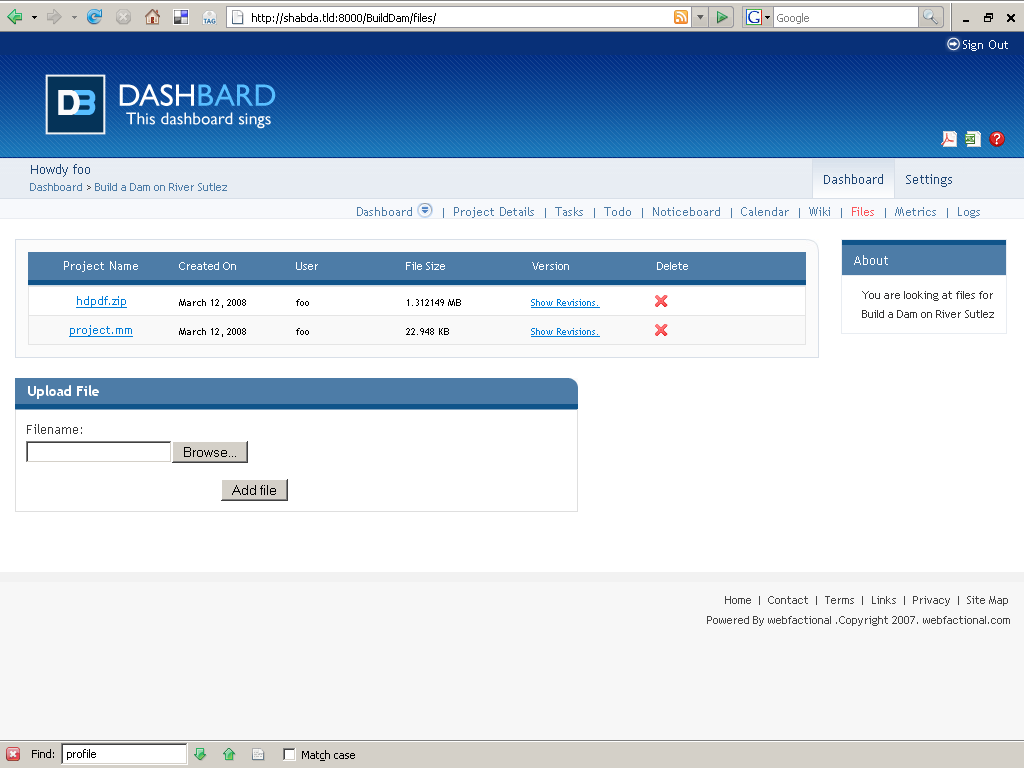 TAG http://shabda.tld:8000/BuildDam/files/ G Google
Sign Out
DB DASHBARD
This dashboard sings
Howdy foo
Dashboard > Build a Dam on River Sutlez
Dashboard Settings
Dashboard | Project Details | Tasks | Todo | Noticeboard | Calendar | Wiki | Files | Metrics | Logs
Project Name Created On User File Size Version Delete
hdpdf.zip March 12, 2008 foo 1.312149 MB Show Revisions.
project.mm March 12, 2008 foo 22.948 KB Show Revisions.
About
You are looking at files for
Build a Dam on River Sutlez
Upload File
Filename:
Browse...
Add file
Home | Contact | Terms | Links | Privacy | Site Map
Powered By webfactional .Copyright 2007. webfactional.com
Find: profile Match case